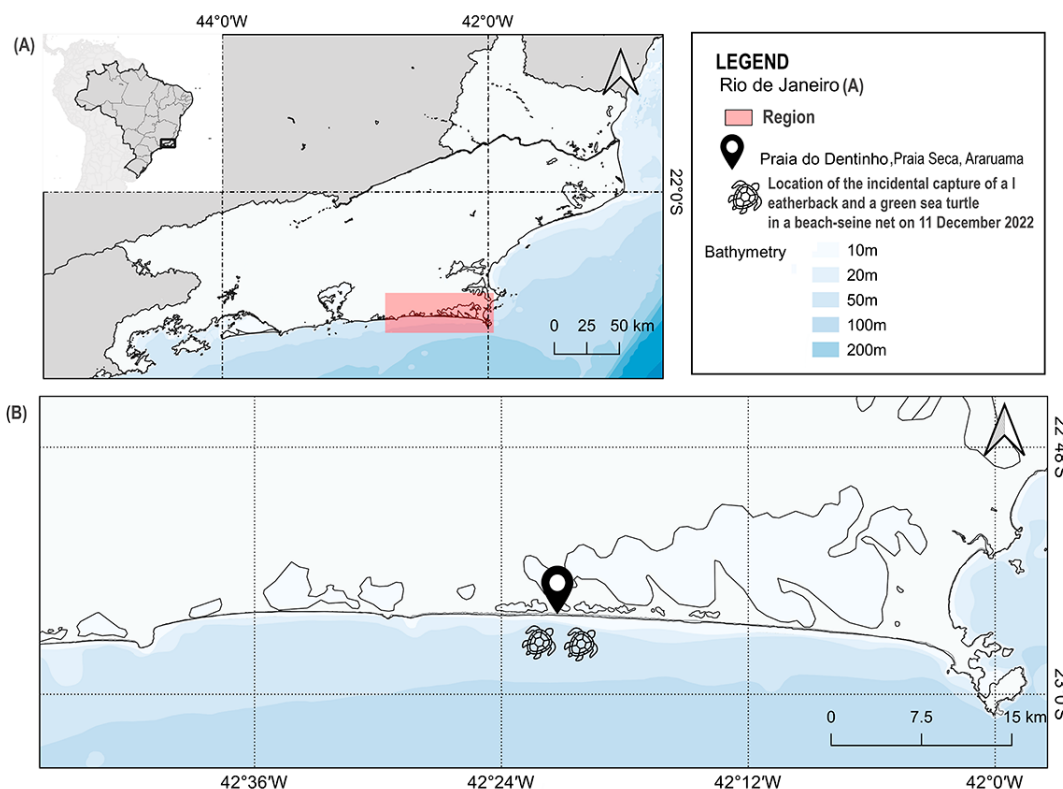 (A)
44°0'W
42°0'W
22°0'S
0 25 50 km
LEGEND
Rio de Janeiro (A)
Region
Praia do Dentinho,Praia Seca, Araruama
Location of the incidental capture of a l
eatherback and a green sea turtle
in a beach-seine net on 11 December 2022
Bathymetry
10m
20m
50m
100m
200m
(B)
22°48'S
23°0'S
0 7.5 15 km
42°36'W
42°24'W
42°12'W
42°0'W